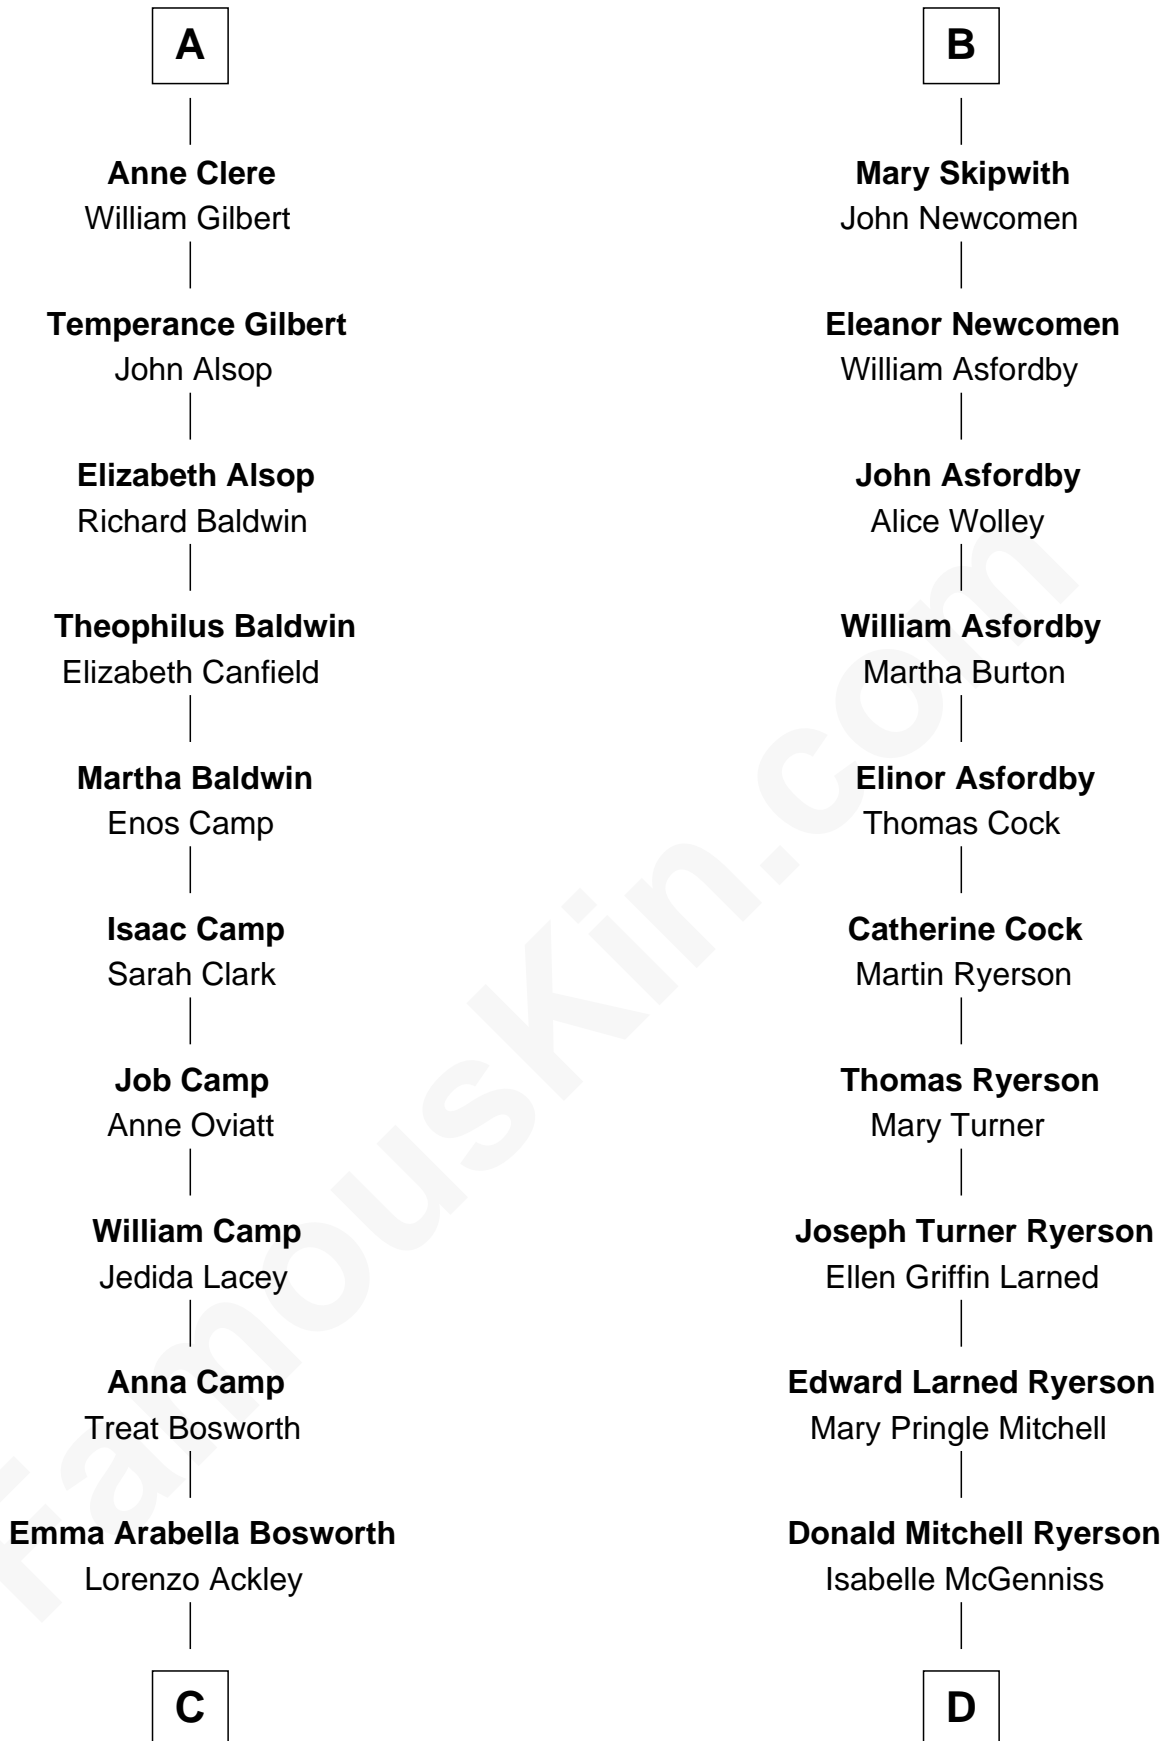 A
Anne Clere
William Gilbert
Temperance Gilbert
John Alsop
Elizabeth Alsop
Richard Baldwin
Theophilus Baldwin
Elizabeth Canfield
Martha Baldwin
Enos Camp
Isaac Camp
Sarah Clark
Job Camp
Anne Oviatt
William Camp
Jedida Lacey
Anna Camp
Treat Bosworth
Emma Arabella Bosworth
Lorenzo Ackley
C
B
Mary Skipwith
John Newcomen
Eleanor Newcomen
William Asfordby
John Asfordby
Alice Wolley
William Asfordby
Martha Burton
Elinor Asfordby
Thomas Cock
Catherine Cock
Martin Ryerson
Thomas Ryerson
Mary Turner
Joseph Turner Ryerson
Ellen Griffin Larned
Edward Larned Ryerson
Mary Pringle Mitchell
Donald Mitchell Ryerson
Isabelle McGenniss
D
FamousKin.com